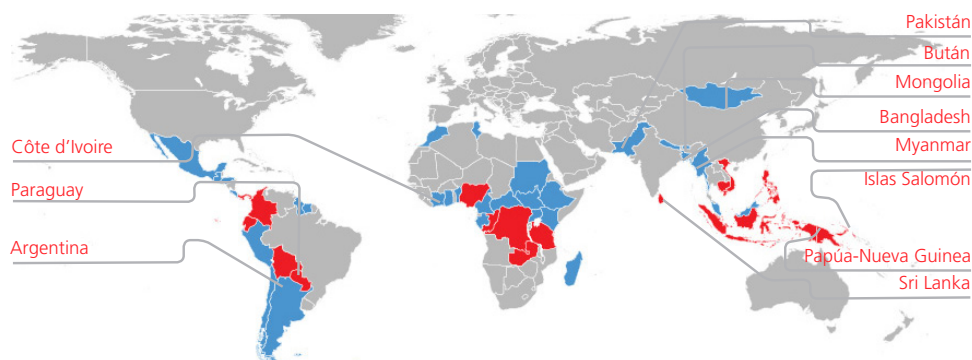 Pakistán
Bután
Mongolia
Bangladesh
Myanmar
Islas Salomón
Côte d’Ivoire
Paraguay
Argentina
Papúa-Nueva Guinea
Sri Lanka